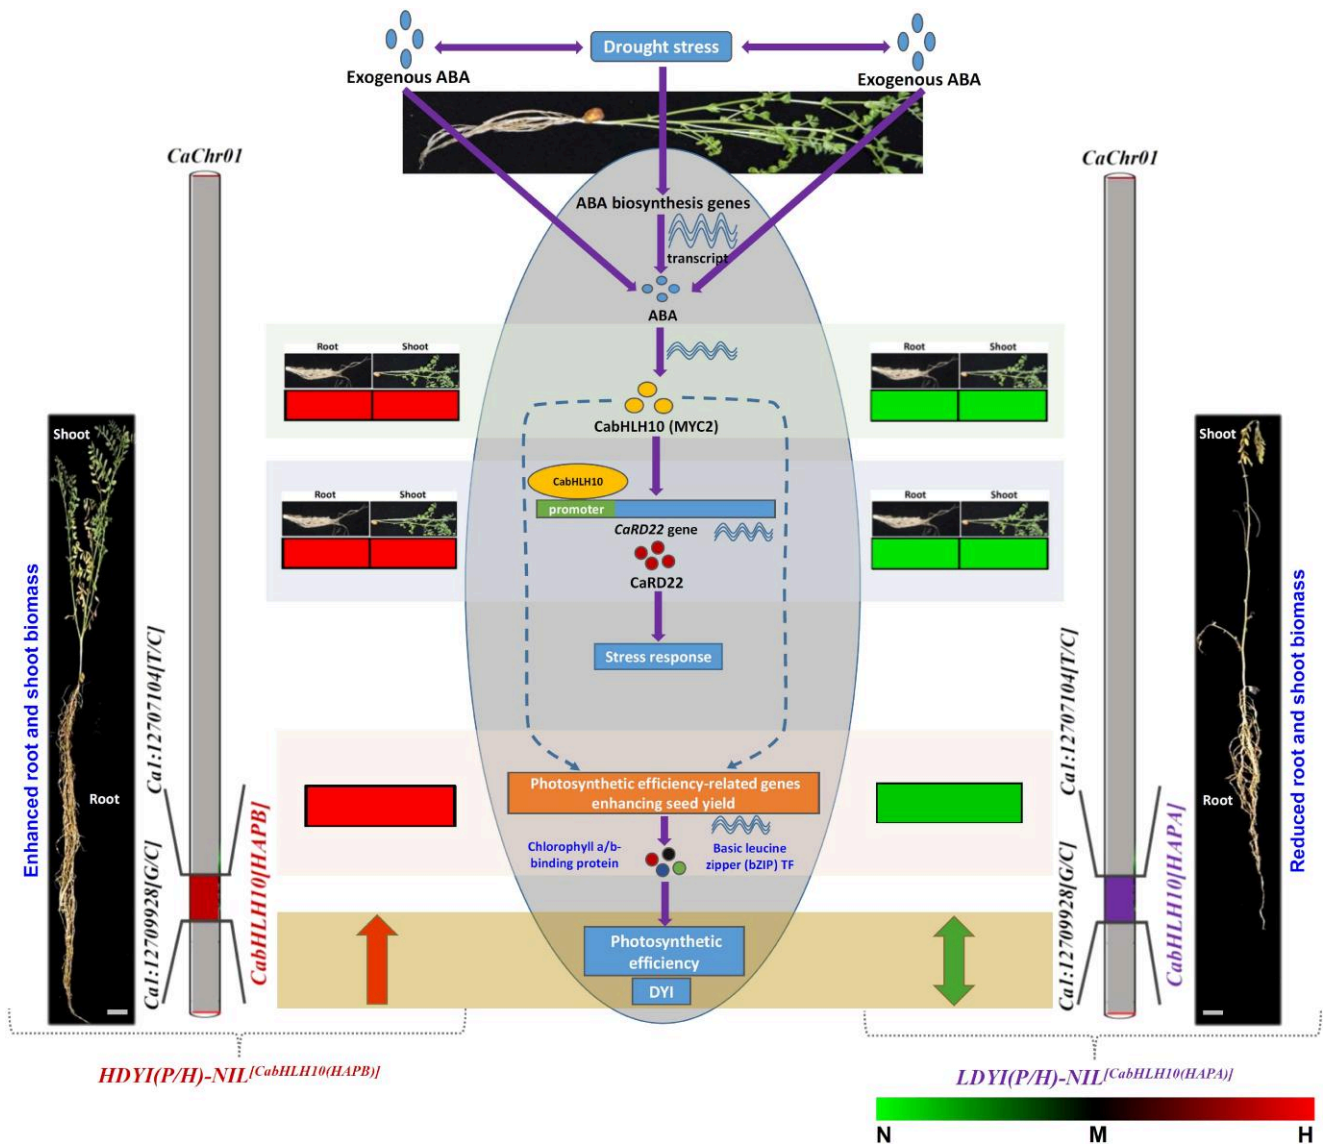 Drought stress
Exogenous ABA
Exogenous ABA
CaChr01
CaChr01
ABA biosynthesis genes
transcript
ABA
Root Shoot
Root Shoot
CabHLH10 (MYC2)
Shoot
Shoot
CabHLH10
promoter
Root Shoot
Root Shoot
CaRD22 gene
CaRD22
Stress response
Enhanced root and shoot biomass
Root
Ca1:12707104[T/C]
Ca1:12709928[G/C]
CabHLH10[HAPB]
Ca1:12707104[T/C]
Ca1:12709928[G/C]
CabHLH10[HAPA]
Root
Reduced root and shoot biomass
Photosynthetic efficiency-related genes
enhancing seed yield
Chlorophyll a/b-
binding protein
Basic leucine
zipper (bZIP) TF
Photosynthetic
efficiency
DYI
HDYI(P/H)-NIL[CabHLH10(HAPB)]
LDYI(P/H)-NIL[CabHLH10(HAPA)]
N M H